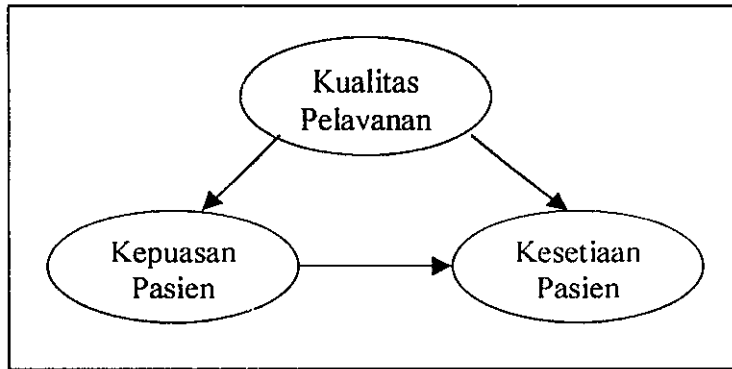 Kualitas
Pelavanan
Kepuasan
Pasien
Kesetiaan
Pasien